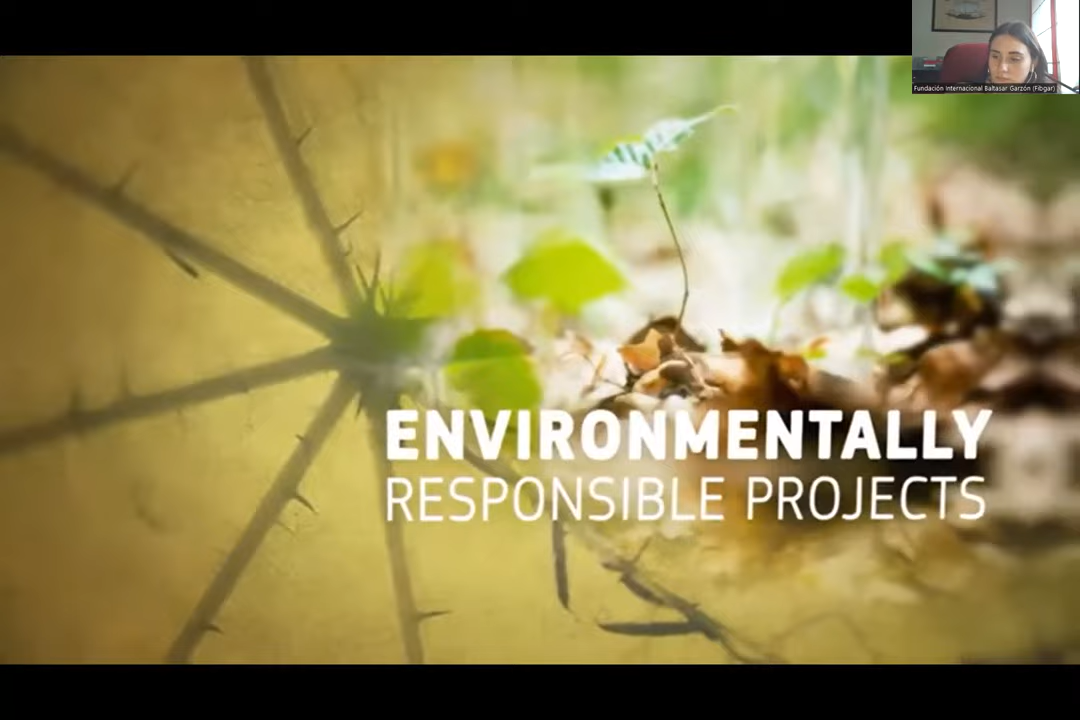 Fundación Internacional Baltasar Garzón (Fibgar)
ENVIRONMENTALLY
RESPONSIBLE PROJECTS